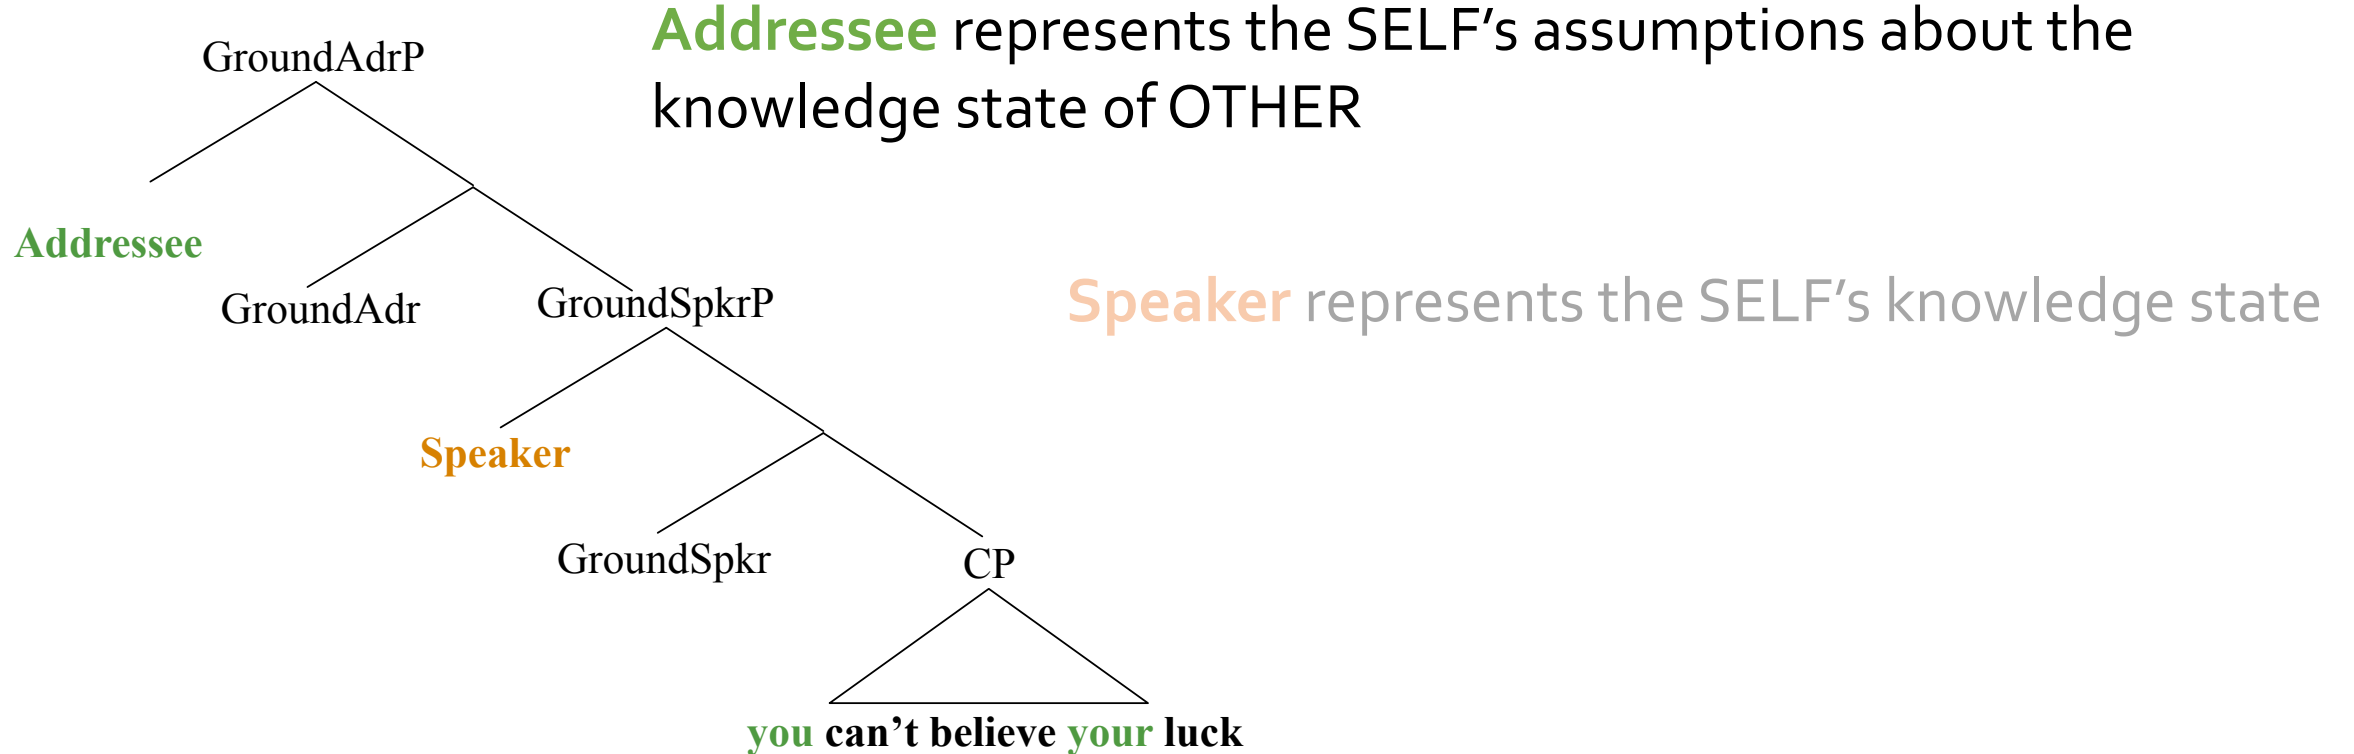 Addressee represents the SELF’s assumptions about the
knowledge state of OTHER
GroundAdrP
Addressee
GroundAdr
GroundSpkrP
Speaker represents the SELF’s knowledge state
Speaker
GroundSpkr
CP
you can’t believe your luck